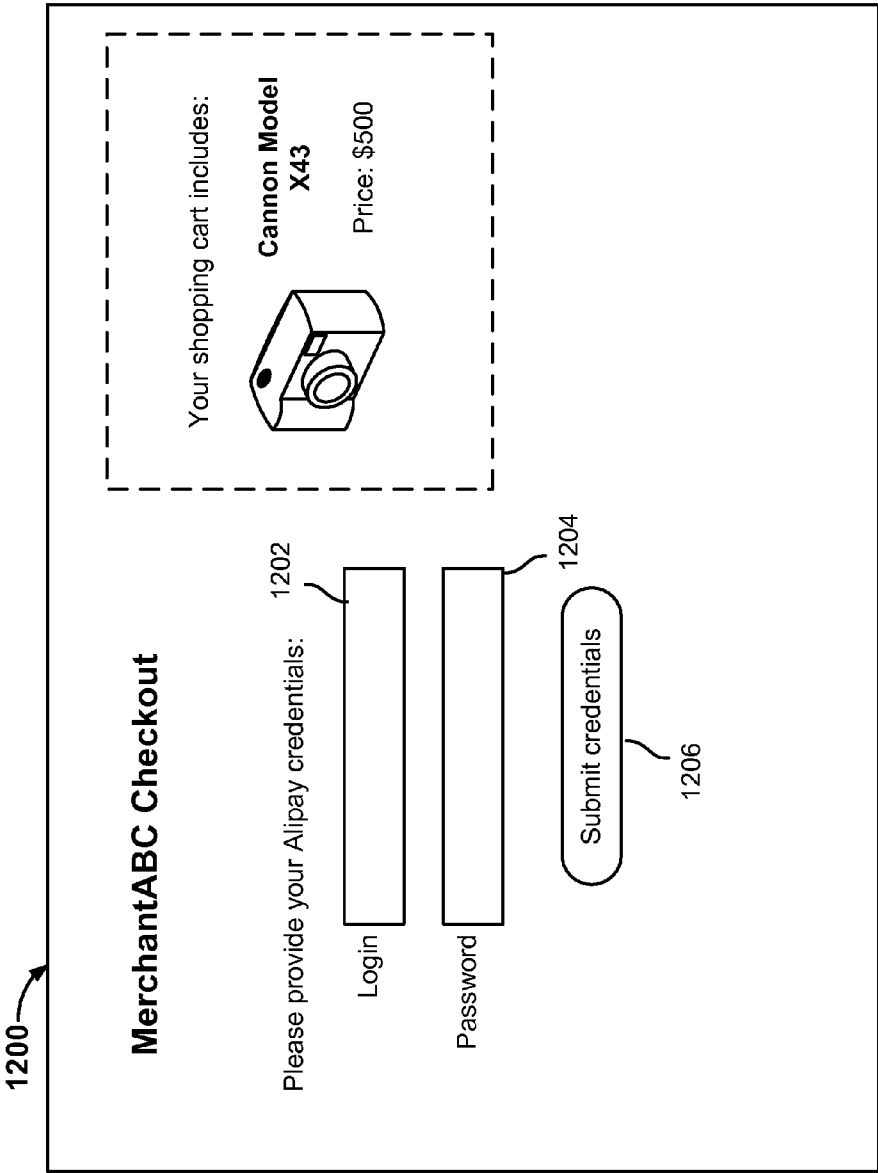 1200
MerchantABC Checkout
Please provide your Alipay credentials:
1202
Login
Password
1204
Submit credentials
1206
Your shopping cart includes:
Cannon Model
X43
Price: $500